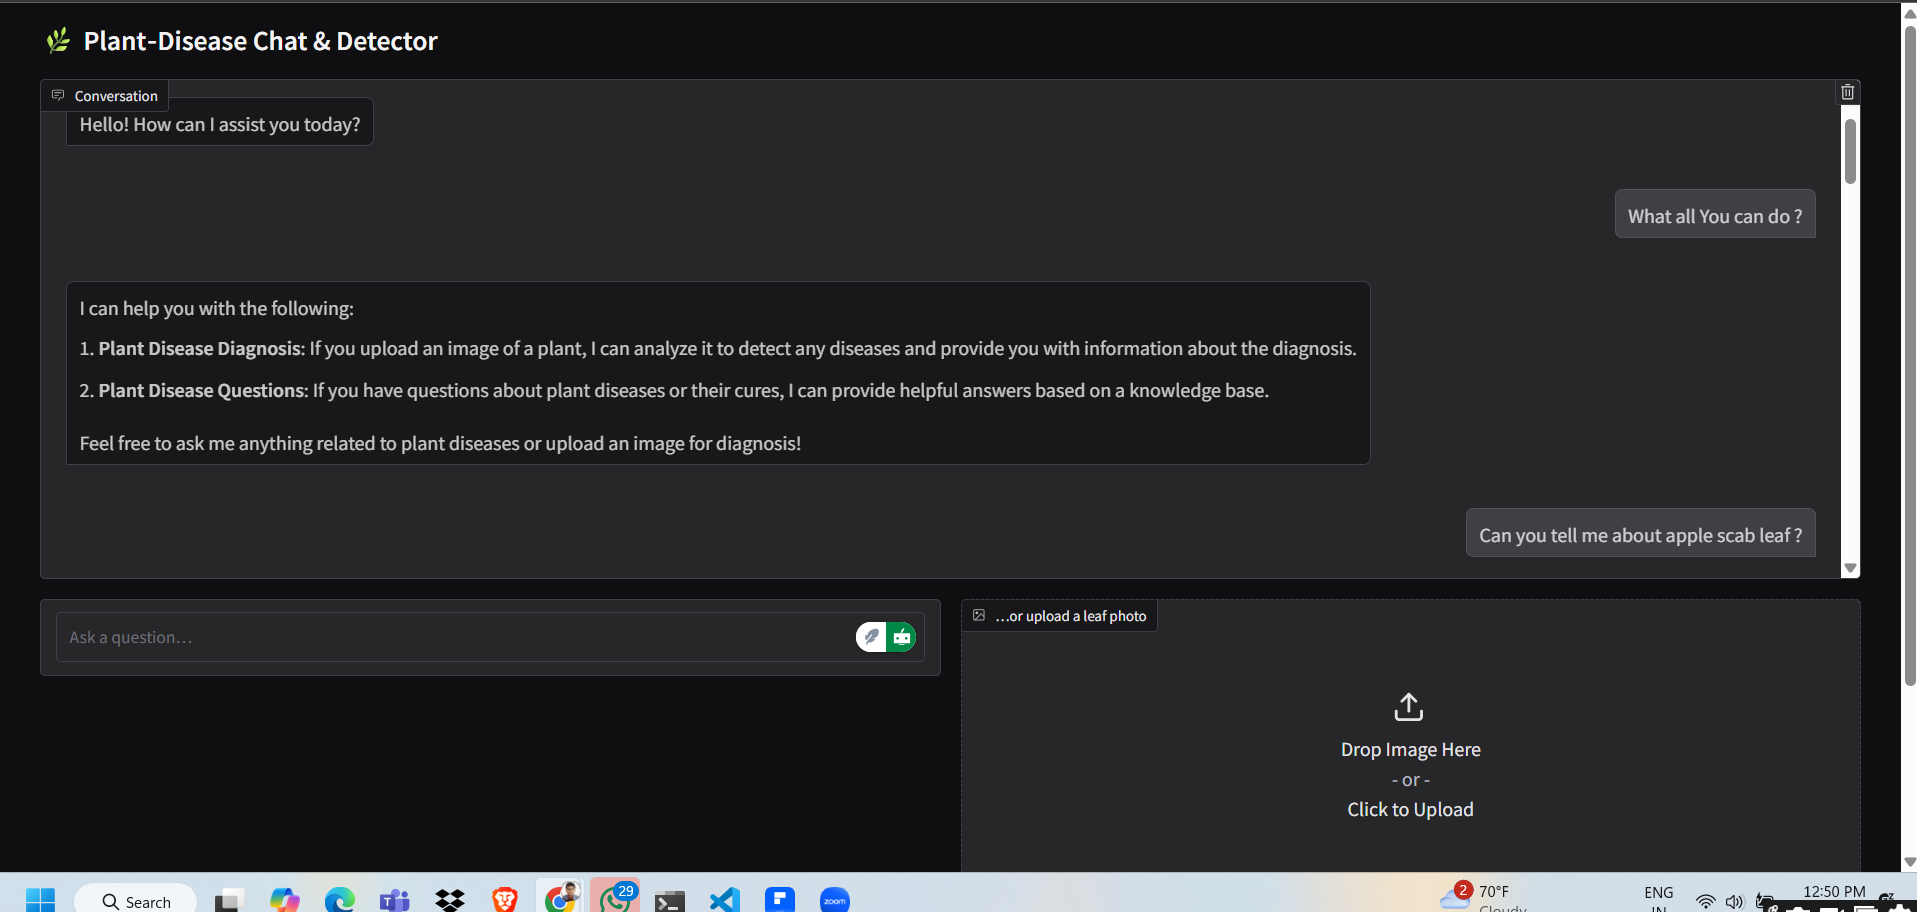 Plant-Disease Chat & Detector
Conversation
Hello! How can I assist you today?
What all You can do ?
I can help you with the following:
1. Plant Disease Diagnosis: If you upload an image of a plant, I can analyze it to detect any diseases and provide you with information about the diagnosis.
2. Plant Disease Questions: If you have questions about plant diseases or their cures, I can provide helpful answers based on a knowledge base.
Feel free to ask me anything related to plant diseases or upload an image for diagnosis!
Can you tell me about apple scab leaf ?
Ask a question…
...or upload a leaf photo
Drop Image Here
- or -
Click to Upload
Search
29
zoom
2
70°F
Cloudy
ENG
IN
12:50 PM